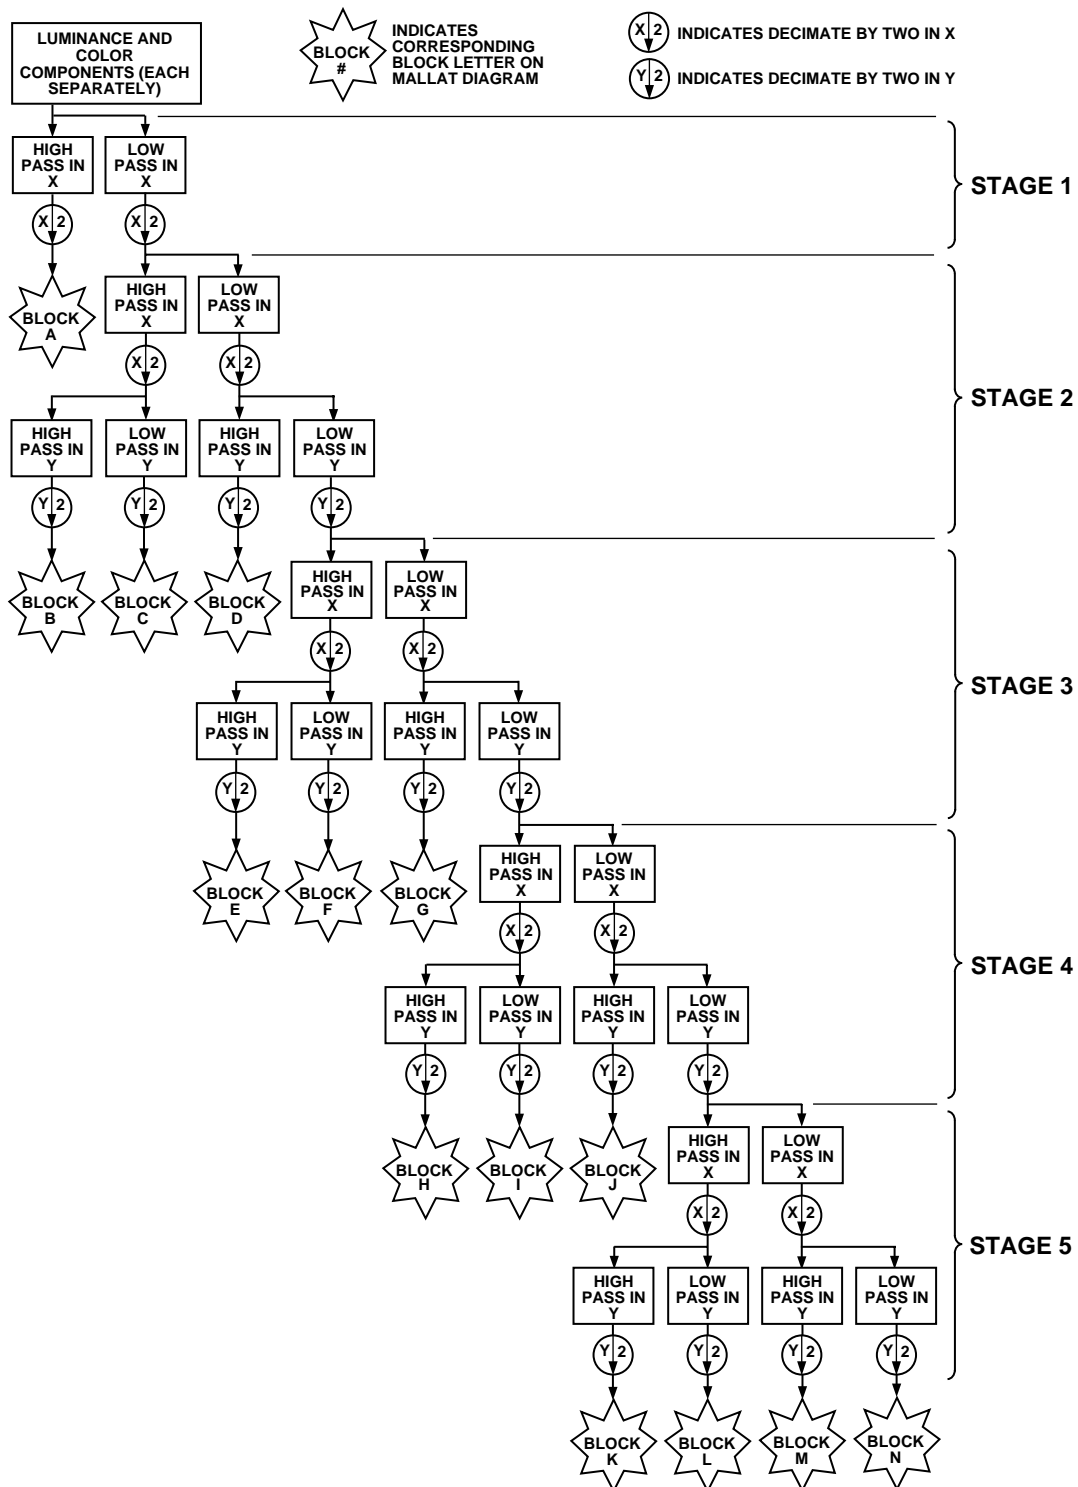 LUMINANCE AND
COLOR
COMPONENTS (EACH
SEPARATELY)
BLOCK
#
INDICATES
CORRESPONDING
BLOCK LETTER ON
MALLAT DIAGRAM
X 2
INDICATES DECIMATE BY TWO IN X
Y 2
INDICATES DECIMATE BY TWO IN Y
HIGH
PASS IN
X
LOW
PASS IN
X
STAGE 1
X 2
X 2
BLOCK
A
HIGH
PASS IN
X
LOW
PASS IN
X
X 2
X 2
STAGE 2
HIGH
PASS IN
Y
LOW
PASS IN
Y
HIGH
PASS IN
Y
LOW
PASS IN
Y
Y 2
Y 2
Y 2
Y 2
BLOCK
B
BLOCK
C
BLOCK
D
HIGH
PASS IN
X
LOW
PASS IN
X
X 2
X 2
STAGE 3
HIGH
PASS IN
Y
LOW
PASS IN
Y
HIGH
PASS IN
Y
LOW
PASS IN
Y
Y 2
Y 2
Y 2
Y 2
BLOCK
E
BLOCK
F
BLOCK
G
HIGH
PASS IN
X
LOW
PASS IN
X
X 2
X 2
STAGE 4
HIGH
PASS IN
Y
LOW
PASS IN
Y
HIGH
PASS IN
Y
LOW
PASS IN
Y
Y 2
Y 2
Y 2
Y 2
BLOCK
H
BLOCK
I
BLOCK
J
HIGH
PASS IN
X
LOW
PASS IN
X
X 2
X 2
STAGE 5
HIGH
PASS IN
Y
LOW
PASS IN
Y
HIGH
PASS IN
Y
LOW
PASS IN
Y
Y 2
Y 2
Y 2
Y 2
BLOCK
K
BLOCK
L
BLOCK
M
BLOCK
N